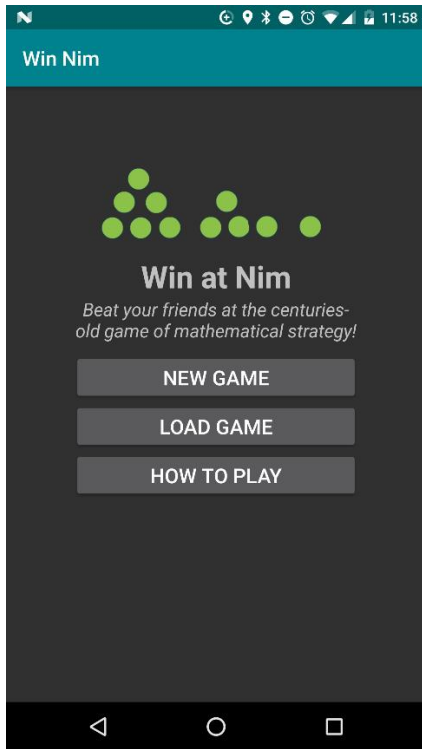 11:58
Win Nim
Win at Nim
Beat your friends at the centuries-
old game of mathematical strategy!
NEW GAME
LOAD GAME
HOW TO PLAY